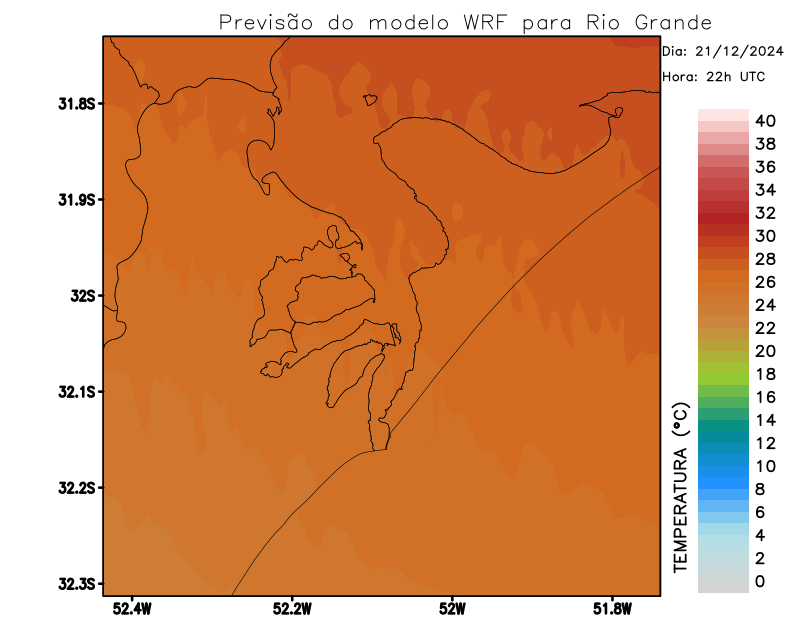 Previsão do modelo WRF para Rio Grande
Dia: 21/12/2024
Hora: 22h UTC
31.8S
31.9S
32S
32.1S
32.2S
32.3S
52.4W
52.2W
52W
51.8W
TEMPERATURA (°C)
40
38
36
34
32
30
28
26
24
22
20
18
16
14
12
10
8
6
4
2
0